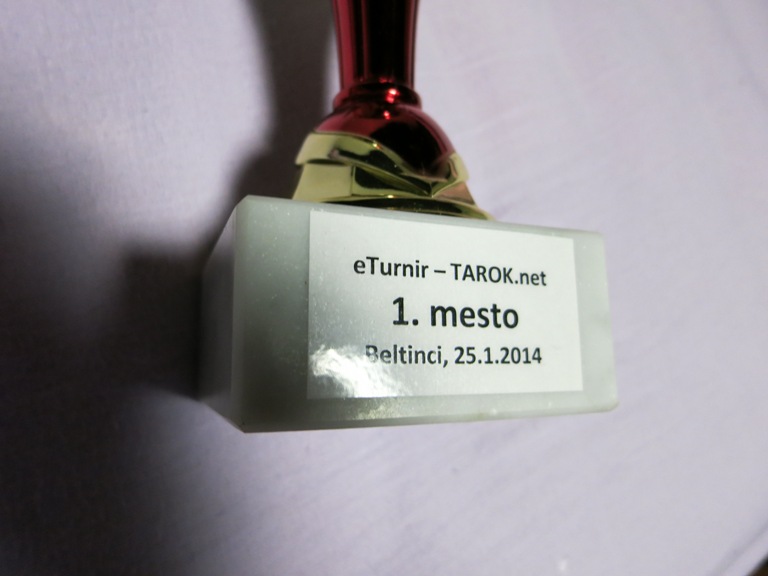 eTurnir – TAROK.net
1. mesto
Beltinci, 25.1.2014